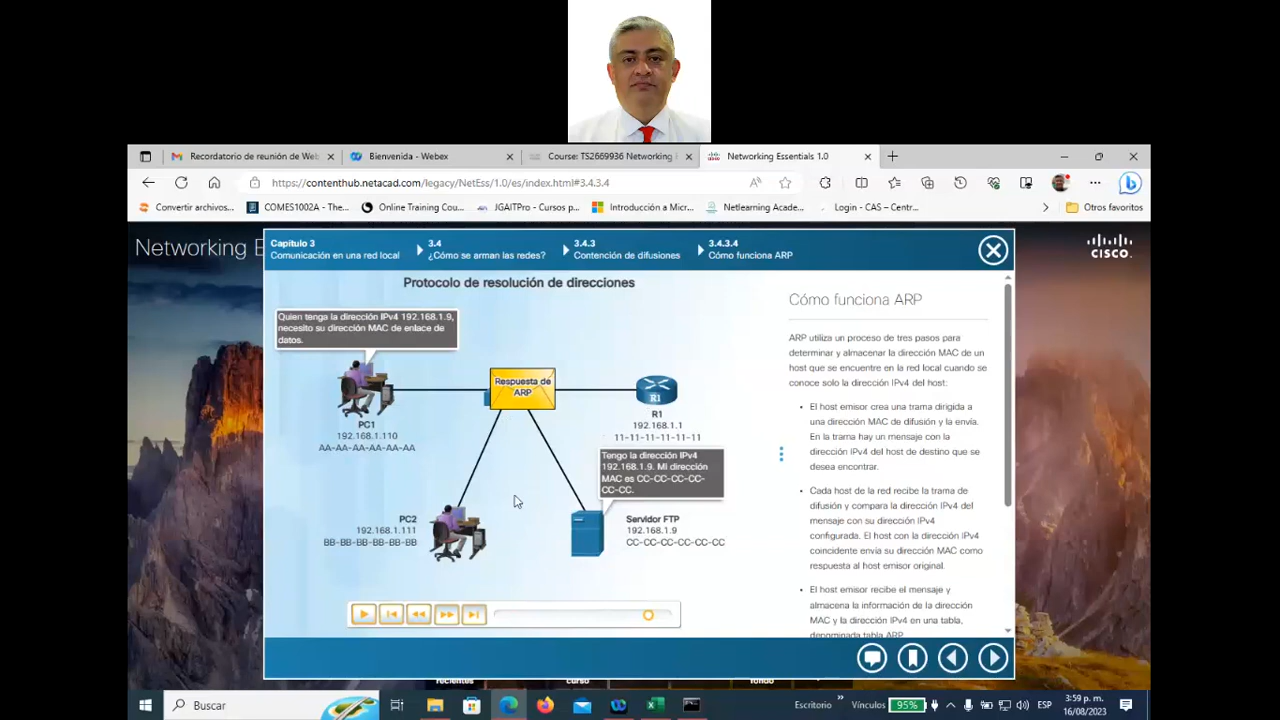 Recordatorio de reunión de Web
Bienvenida - Webex
Course: TS2669936 Networking
Networking Essentials 1.0
https://contenthub.netacad.com/legacy/NetEss/1.0/es/index.html#3.4.3.4
Convertir archivos...
COMES1002A - The...
Online Training Cou...
JGAITPro - Cursos p...
Introducción a Micr...
Netlearning Acade...
Login - CAS – Centr...
Otros favoritos
Networking E
CISCO.
Capítulo 3
Comunicación en una red local
3.4
¿Cómo se arman las redes?
3.4.3
Contención de difusiones
3.4.3.4
Cómo funciona ARP
Protocolo de resolución de direcciones
Quien tenga la dirección IPv4 192.168.1.9,
necesito su dirección MAC de enlace de
datos.
Respuesta de
ARP
R1
PC1
192.168.1.110
AA-AA-AA-AA-AA-AA
R1
192.168.1.1
11-11-11-11-11-11
Tengo la dirección IPv4
192.168.1.9. Mi dirección
MAC es CC-CC-CC-CC-
CC-CC.
PC2
192.168.1.111
BB-BB-BB-BB-BB-BB
Servidor FTP
192.168.1.9
CC-CC-CC-CC-CC-CC
Cómo funciona ARP
ARP utiliza un proceso de tres pasos para
determinar y almacenar la dirección MAC de un
host que se encuentre en la red local cuando se
conoce solo la dirección IPv4 del host:
• El host emisor crea una trama dirigida a
una dirección MAC de difusión y la envía.
En la trama hay un mensaje con la
dirección IPv4 del host de destino que se
desea encontrar.
• Cada host de la red recibe la trama de
difusión y compara la dirección IPv4 del
mensaje con su dirección IPv4
configurada. El host con la dirección IPv4
coincidente envía su dirección MAC como
respuesta al host emisor original.
• El host emisor recibe el mensaje y
almacena la información de la dirección
MAC y la dirección IPv4 en una tabla,
denominada tabla ARP.
recientes
curso
fondo
Buscar
Escritorio
Vínculos
95%
ESP
3:59 p. m.
16/08/2023